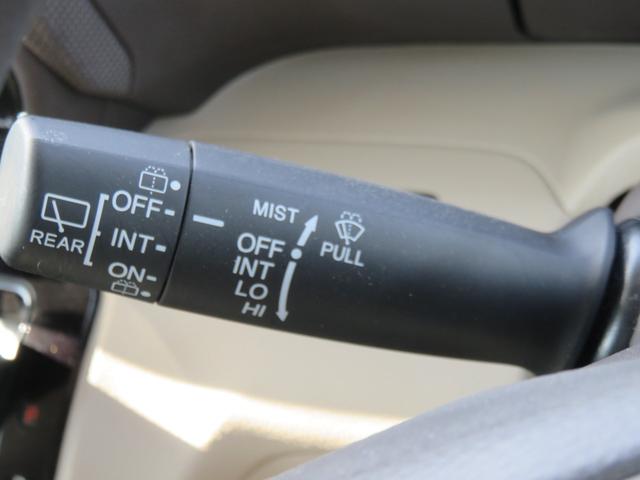 REAR
OFF
INT
ON
MIST
OFF
INT
LO
HI
PULL